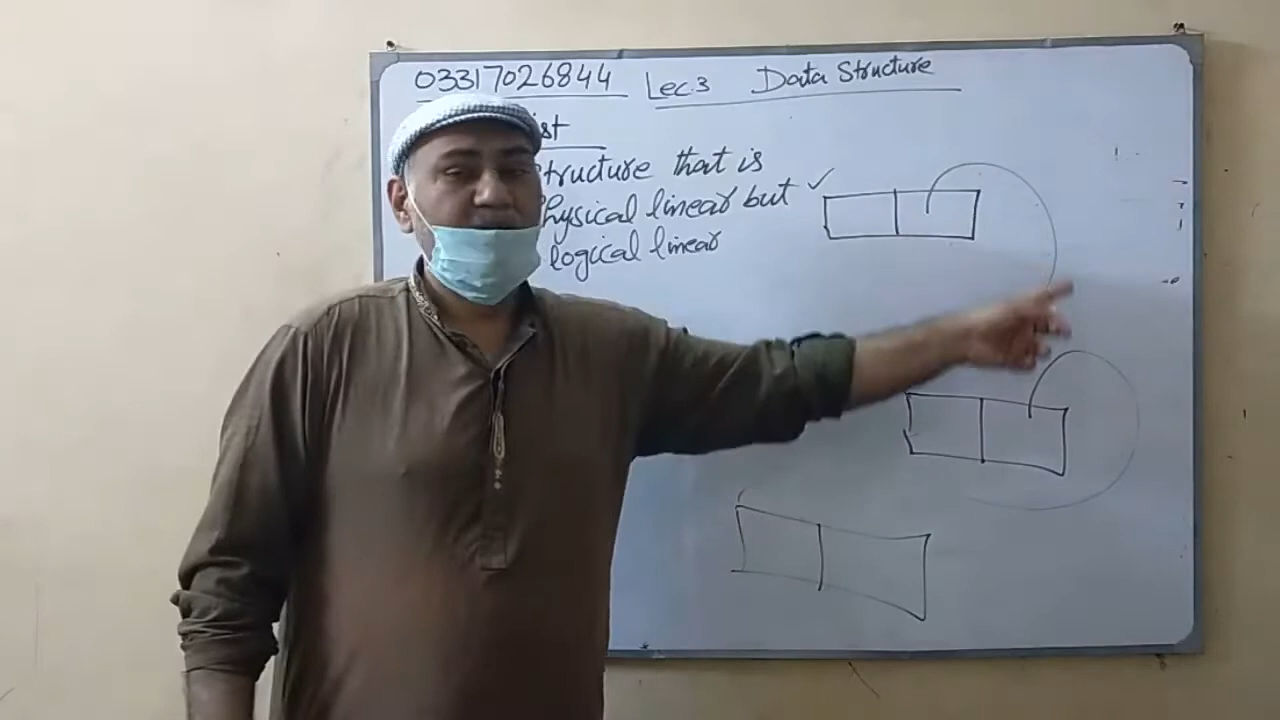 03317026844 Lec.3 Data Structure
ist
tructure that is
hysical linear but
logical linear